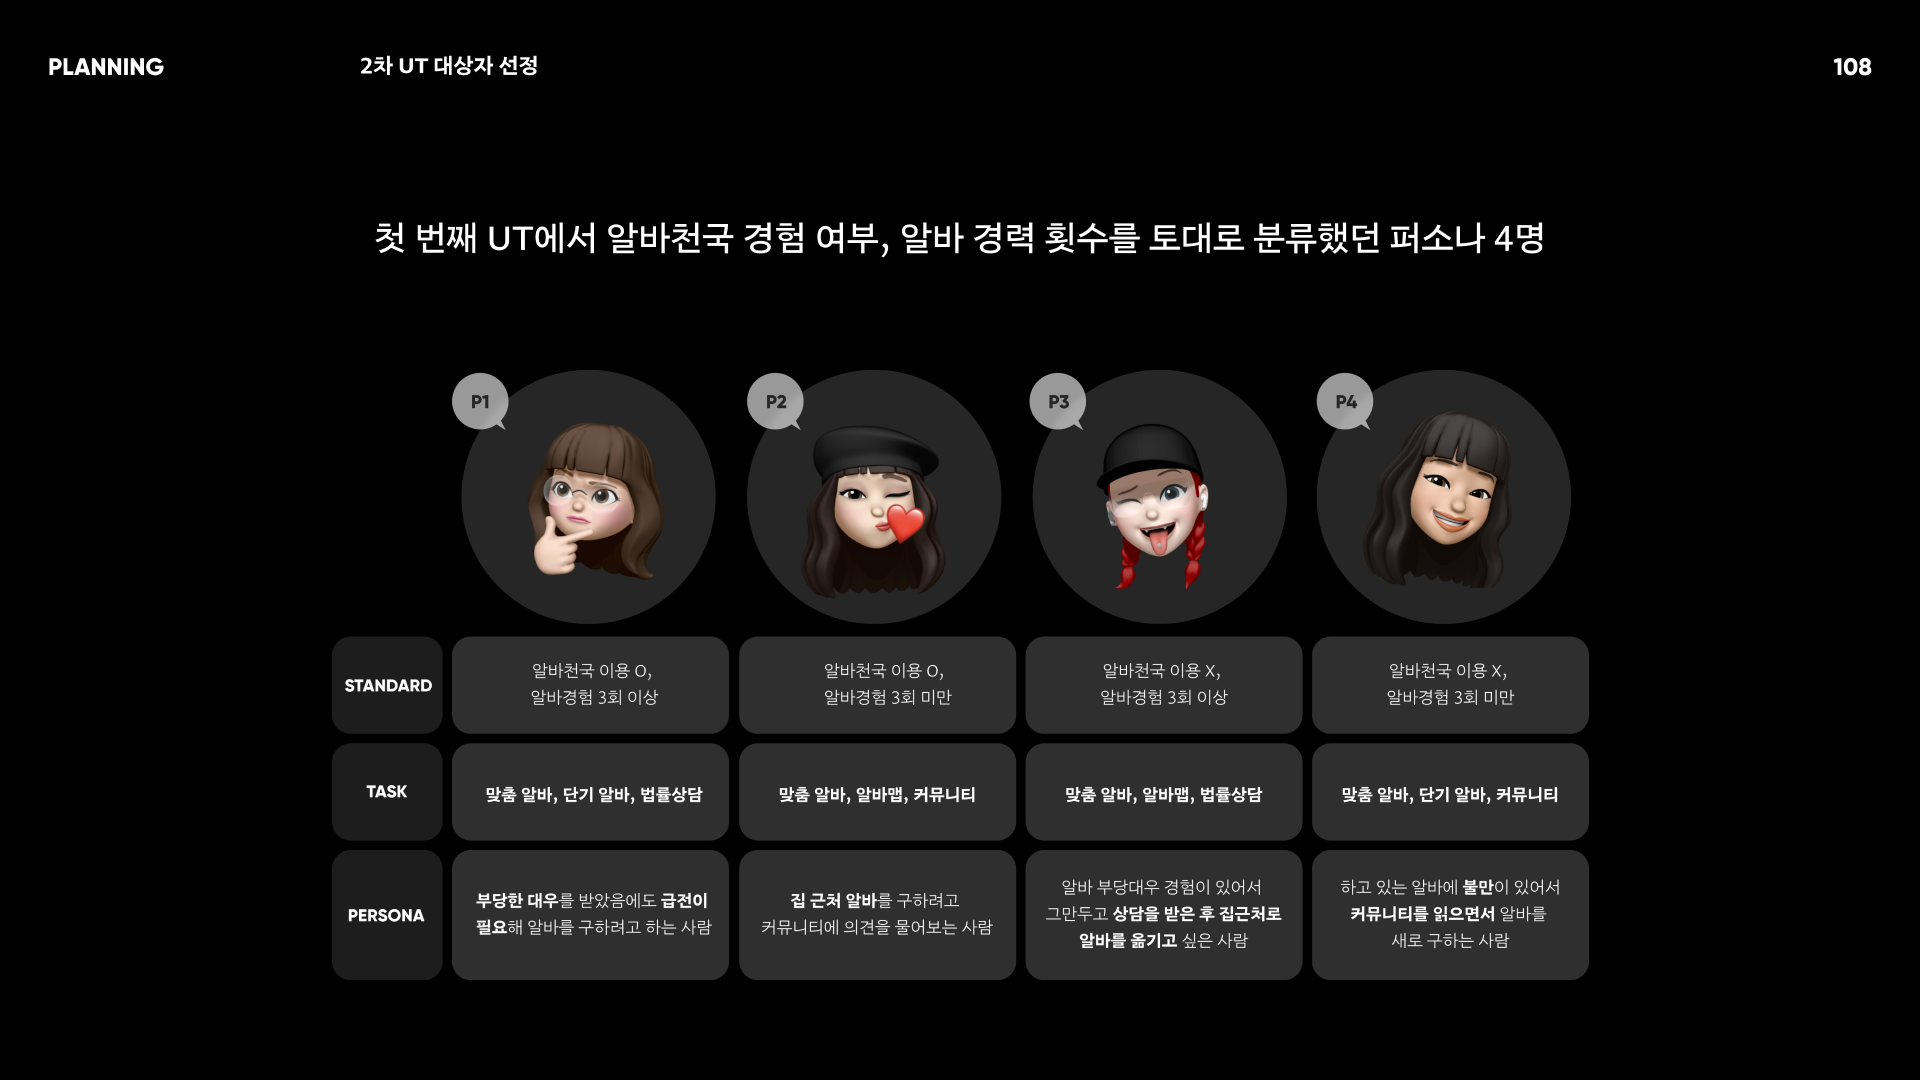 PLANNING
2차 UT 대상자 선정
108
첫 번째 UT에서 알바천국 경험 여부, 알바 경력 횟수를 토대로 분류했던 퍼소나 4명
P1
P2
P3
P4
STANDARD
알바천국 이용 O,
알바경험 3회 이상
알바천국 이용 O,
알바경험 3회 미만
알바천국 이용 X,
알바경험 3회 이상
알바천국 이용 X,
알바경험 3회 미만
TASK
맞춤 알바, 단기 알바, 법률상담
맞춤 알바, 알바맵, 커뮤니티
맞춤 알바, 알바맵, 법률상담
맞춤 알바, 단기 알바, 커뮤니티
PERSONA
부당한 대우를 받았음에도 급전이
필요해 알바를 구하려고 하는 사람
집 근처 알바를 구하려고
커뮤니티에 의견을 물어보는 사람
알바 부당대우 경험이 있어서
그만두고 상담을 받은 후 집근처로
알바를 옮기고 싶은 사람
하고 있는 알바에 불만이 있어서
커뮤니티를 읽으면서 알바를
새로 구하는 사람